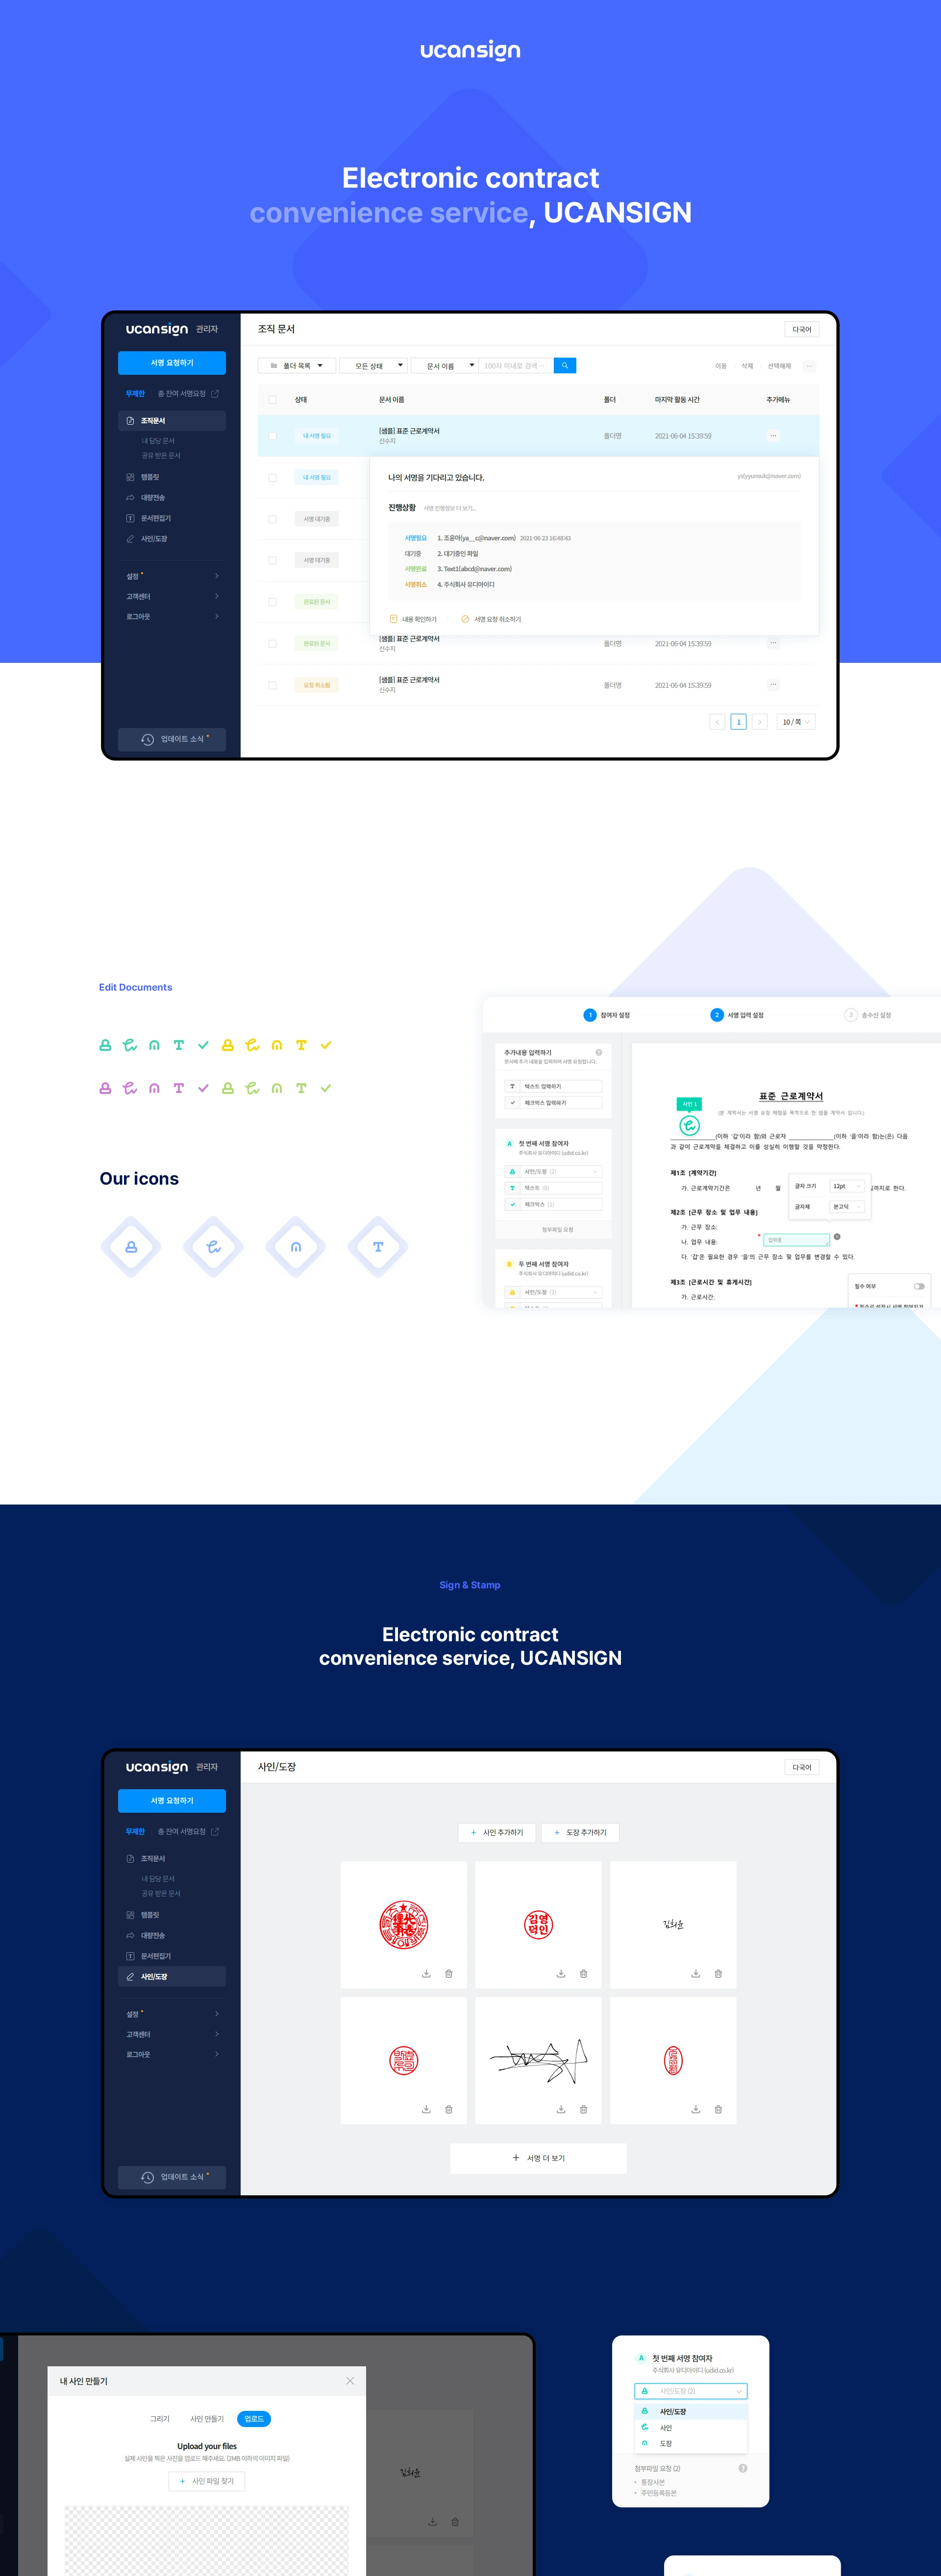 ucansign
Electronic contract
convenience service, UCANSIGN
ucansign 관리자
서명 요청하기
무제한 총 잔여 서명요청
조직문서
내 담당 문서
공유 받은 문서
템플릿
대량전송
문서편집기
사인/도장
설정
고객센터
로그아웃
업데이트 소식
조직 문서
다국어
폴더 목록
모든 상태
문서 이름
100자 이내로 검색…
이동 삭제 선택해제
상태 문서 이름 폴더 마지막 활동 시간 추가메뉴
내 서명 필요 [샘플] 표준 근로계약서 폴더명 2021-06-04 15:39:59
신수지
내 서명 필요
서명 대기중
서명 대기중
완료된 문서
나의 서명을 기다리고 있습니다.
진행상황 서명 진행정보 더 보기...
서명필요 1. 조윤아(ya__c@naver.com) 2021-06-23 16:48:43
대기중 2. 대기중인 파일
서명완료 3. Text1(abcd@naver.com)
서명취소 4. 주식회사 유디아이디
내용 확인하기 서명 요청 취소하기
완료된 문서 [샘플] 표준 근로계약서 폴더명 2021-06-04 15:39:59
신수지
요청 취소됨 [샘플] 표준 근로계약서 폴더명 2021-06-04 15:39:59
신수지
1
10 / 쪽
Edit Documents
Our icons
1 참여자 설정
2 서명 입력 설정
3 송수신 설정
추가내용 입력하기
문서에 추가 내용을 입력하여 서명 요청합니다.
텍스트 입력하기
체크박스 입력하기
A 첫 번째 서명 참여자
주식회사 유디아이디 (udid.co.kr)
사인/도장 (2)
텍스트 (0)
체크박스 (1)
첨부파일 요청
B 두 번째 서명 참여자
주식회사 유디아이디 (udid.co.kr)
사인/도장 (2)
표준 근로계약서
사인 1
(본 계약서는 서명 요청 체험을 목적으로 한 샘플 계약서 입니다.)
(이하 '갑'이라 함)와 근로자 (이하 '을'이라 함)는(은) 다음
과 같이 근로계약을 체결하고 이를 성실히 이행할 것을 약정한다.
제1조 [계약기간]
가. 근로계약기간은 년 월 일까지로 한다.
글자 크기 12pt
글자체 본고딕
제2조 [근무 장소 및 업무 내용]
가. 근무 장소:
나. 업무 내용:
입력중
다. '갑'은 필요한 경우 '을'의 근무 장소 및 업무를 변경할 수 있다.
제3조 [근로시간 및 휴게시간]
가. 근로시간:
필수 여부
Sign & Stamp
Electronic contract
convenience service, UCANSIGN
ucansign 관리자
서명 요청하기
무제한 총 잔여 서명요청
조직문서
내 담당 문서
공유 받은 문서
템플릿
대량전송
문서편집기
사인/도장
설정
고객센터
로그아웃
업데이트 소식
사인/도장
다국어
+ 사인 추가하기
+ 도장 추가하기
김영
덕인
김희윤
+ 서명 더 보기
내 사인 만들기
그리기 사인 만들기 업로드
Upload your files
실제 사인을 찍은 사진을 업로드 해주세요. (2MB 이하의 이미지 파일)
+ 사인 파일 찾기
김희윤
A 첫 번째 서명 참여자
주식회사 유디아이디 (udid.co.kr)
사인/도장 (2)
사인/도장
사인
도장
첨부파일 요청 (2)
• 통장사본
• 주민등록등본